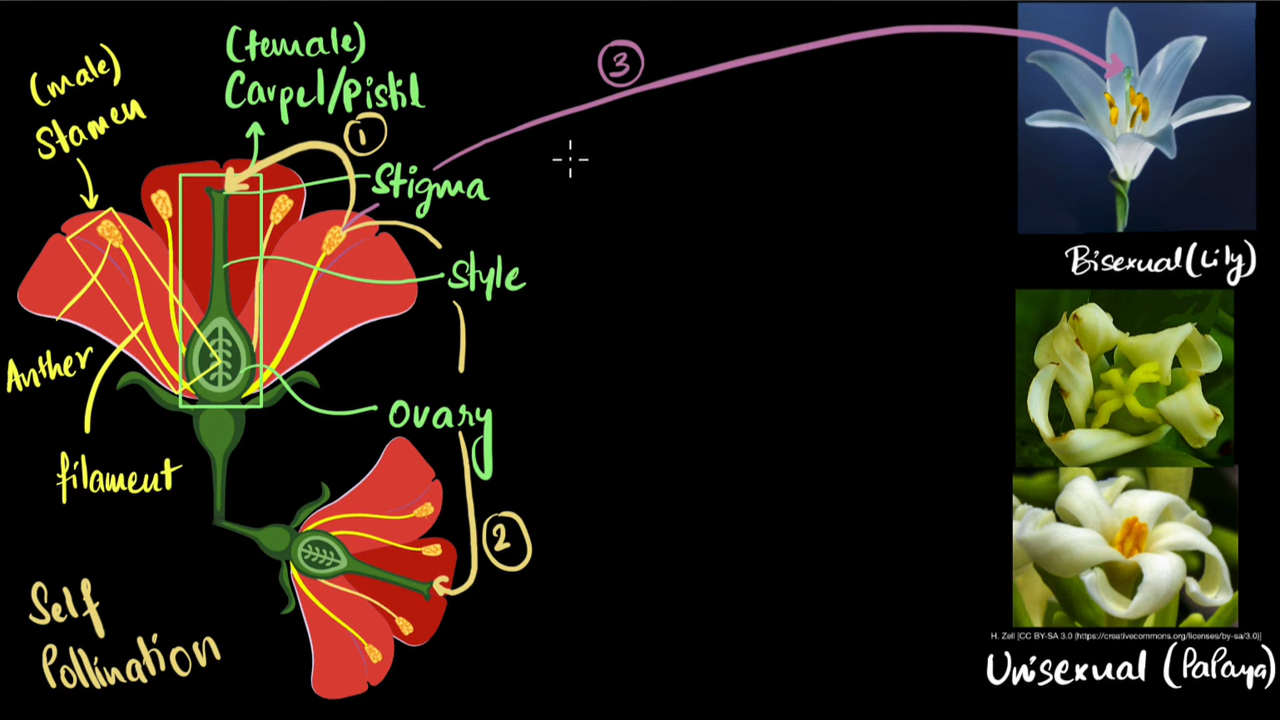 (male)
Stamen
(female)
Carpel/pistil
1
3
Stigma
Style
Anther
ovary
filament
2
Self
Pollination
Bisexual (Lily)
H. Zell [CC BY-SA 3.0 (https://creativecommons.org/licenses/by-sa/3.0)]
Unisexual (Papaya)